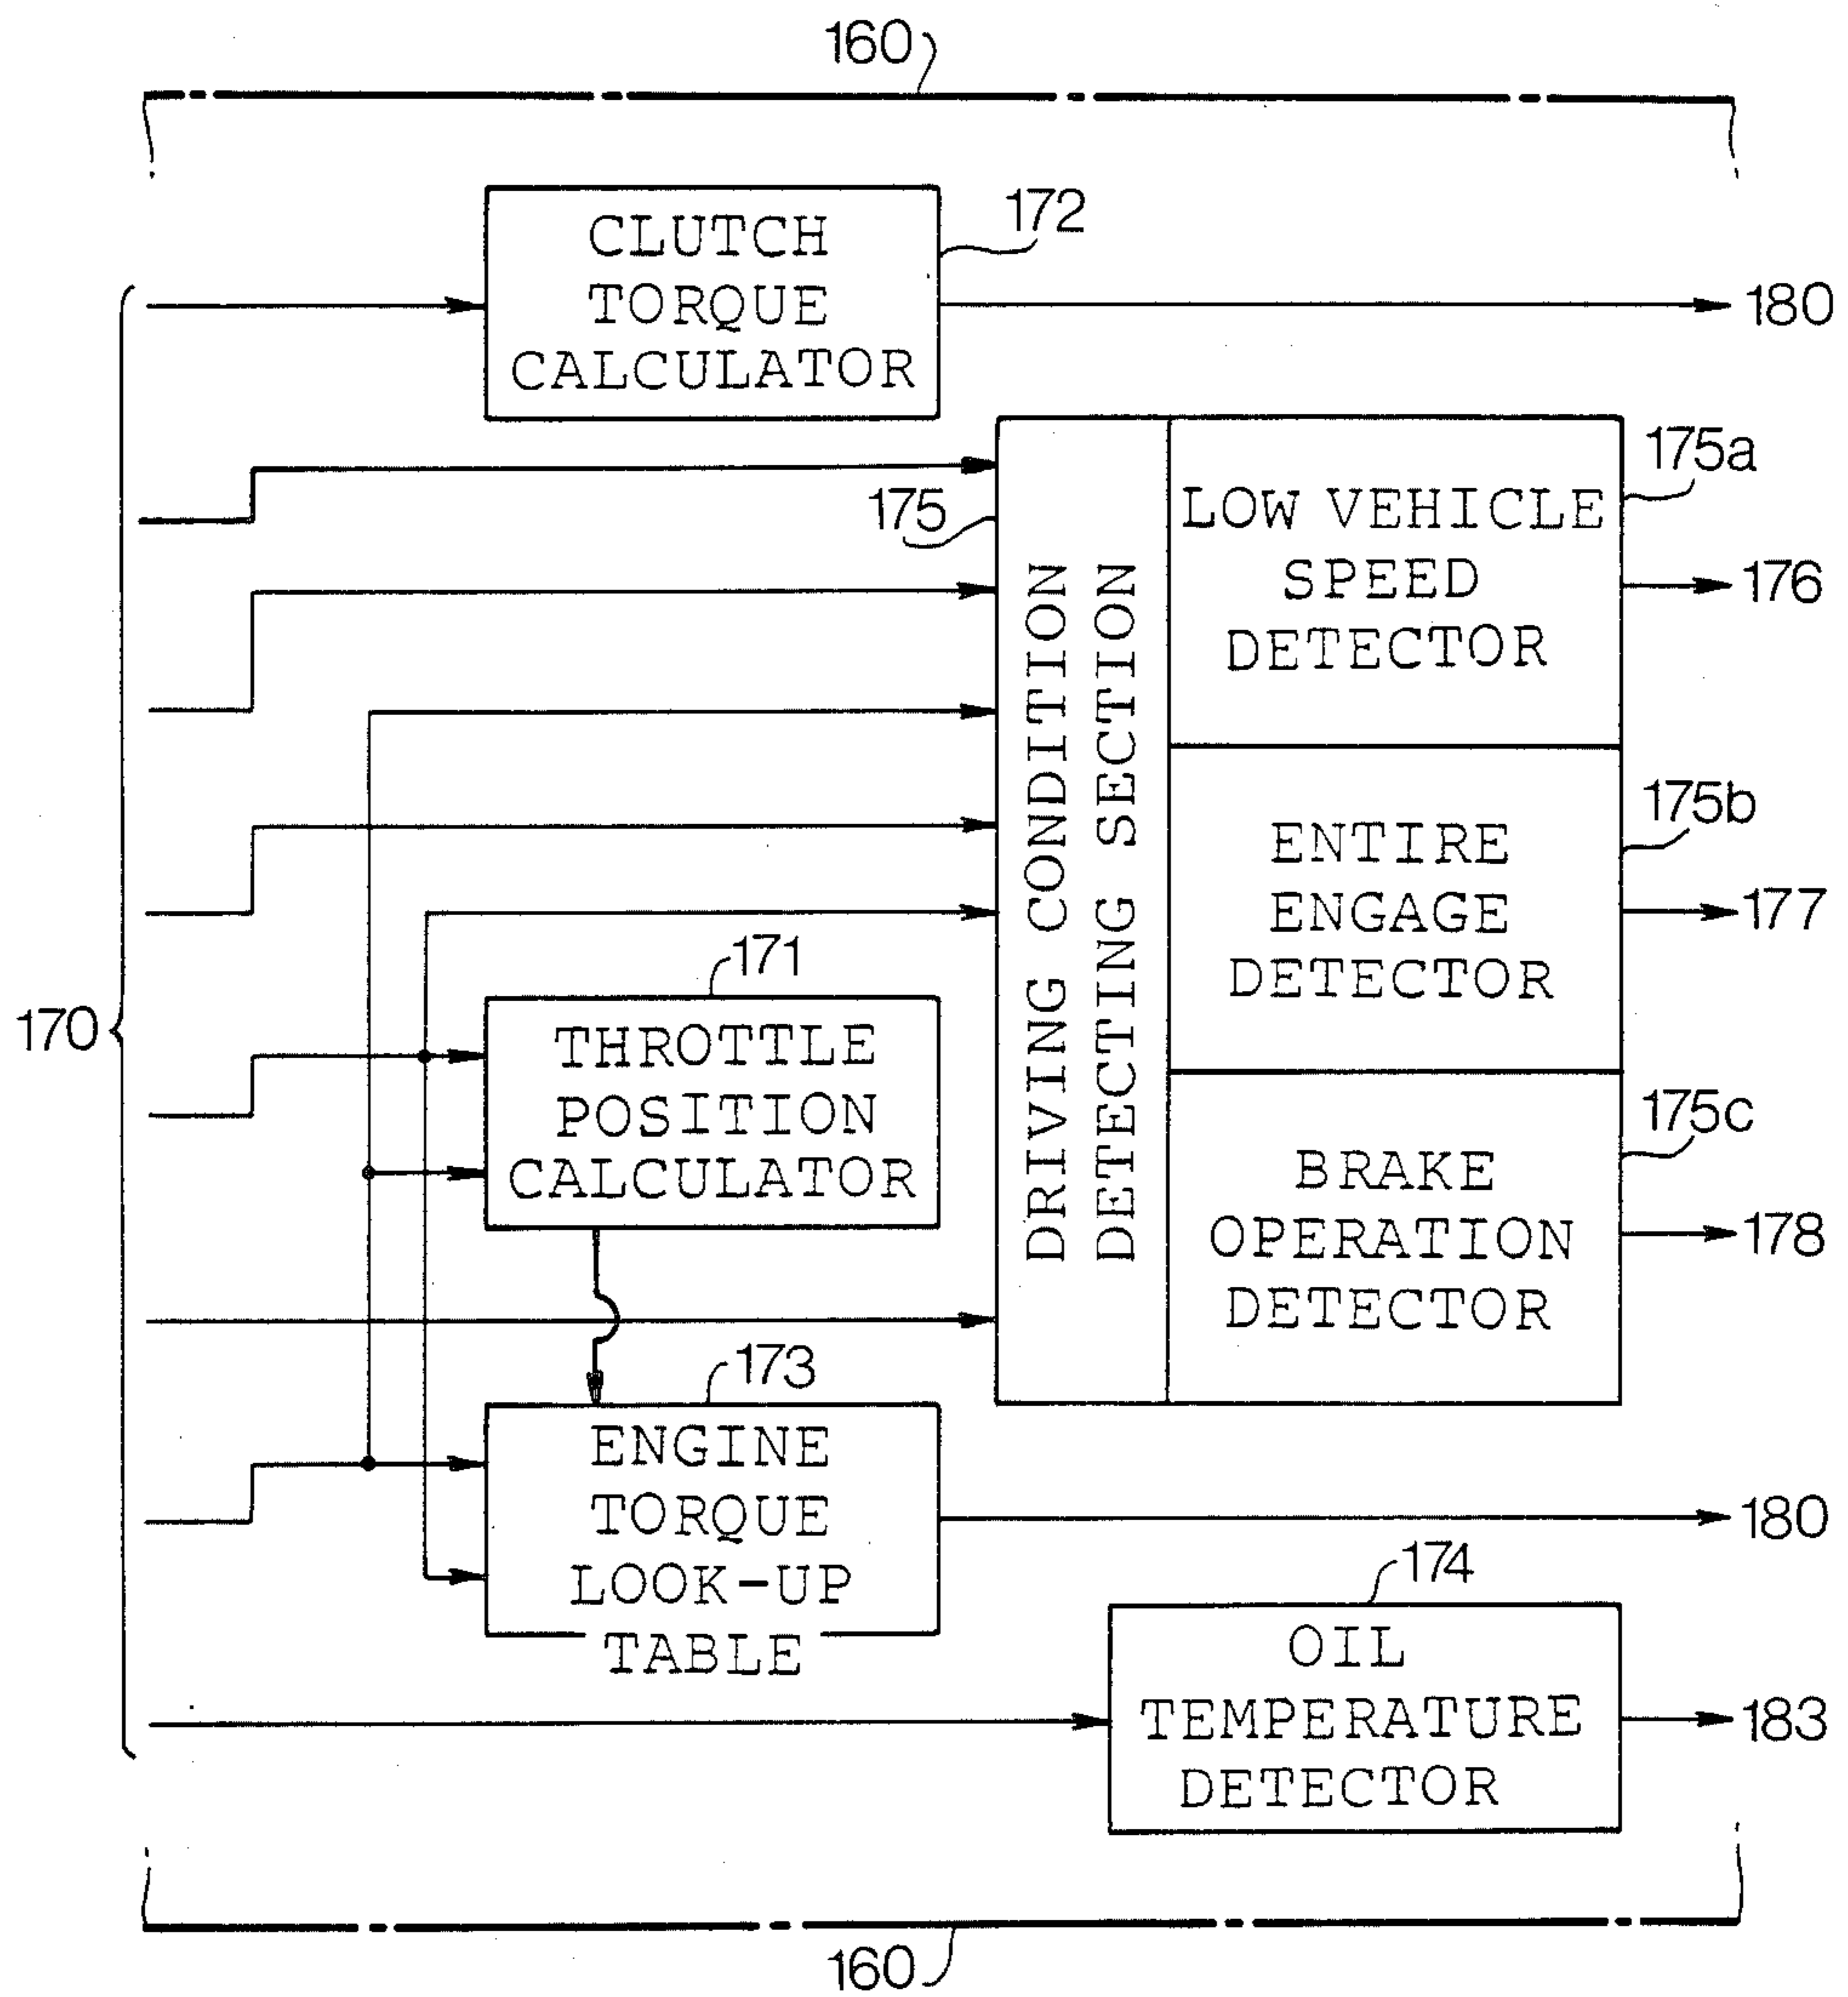 160
CLUTCH
TORQUE
CALCULATOR
172
180
175
DRIVING CONDITION
DETECTING SECTION
LOW VEHICLE
SPEED
DETECTOR
175a
176
ENTIRE
ENGAGE
DETECTOR
175b
177
BRAKE
OPERATION
DETECTOR
175c
178
170
171
THROTTLE
POSITION
CALCULATOR
173
ENGINE
TORQUE
LOOK-UP
TABLE
180
174
OIL
TEMPERATURE
DETECTOR
183
160